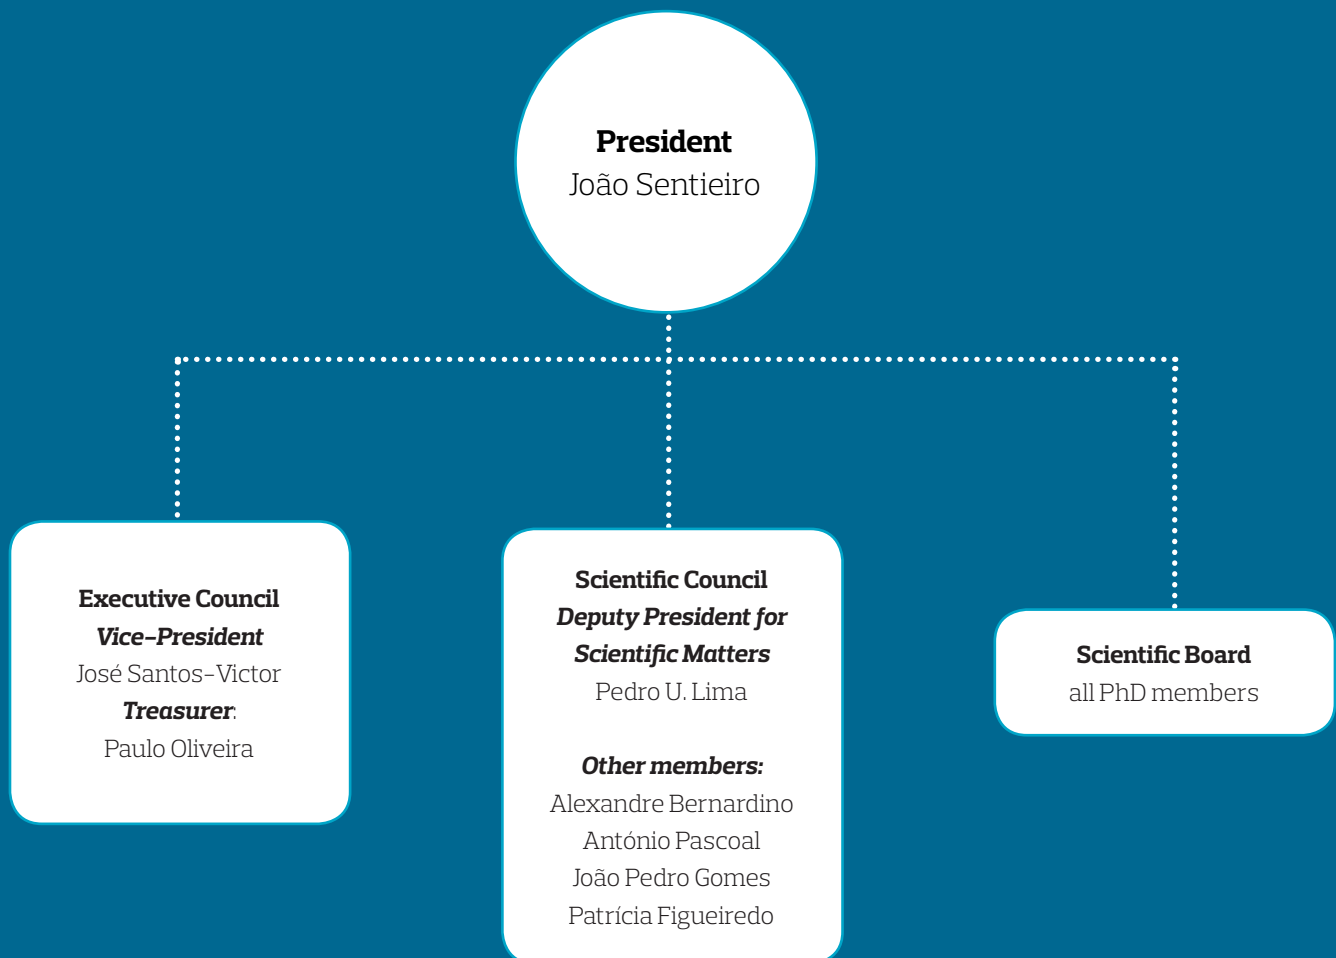 President
João Sentieiro
Executive Council
Vice-President
José Santos-Victor
Treasurer:
Paulo Oliveira
Scientific Council
Deputy President for
Scientific Matters
Pedro U. Lima
Other members:
Alexandre Bernardino
António Pascoal
João Pedro Gomes
Patrícia Figueiredo
Scientific Board
all PhD members